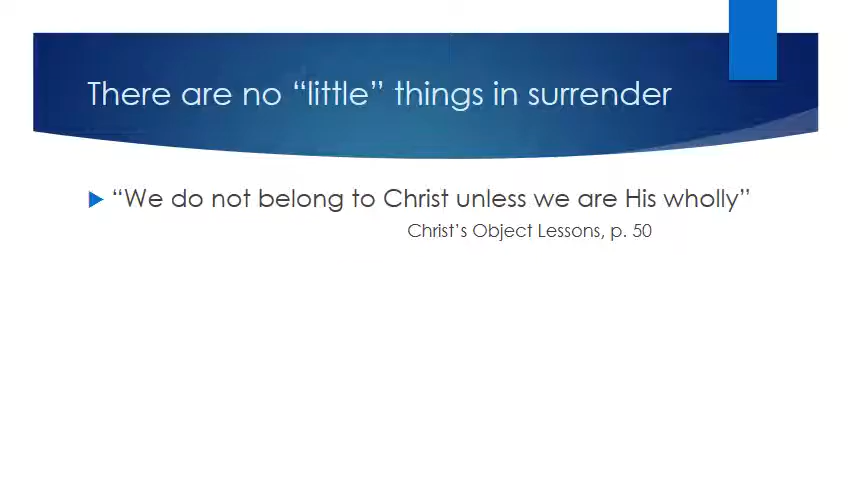 There are no “little” things in surrender
“We do not belong to Christ unless we are His wholly”
Christ’s Object Lessons, p. 50